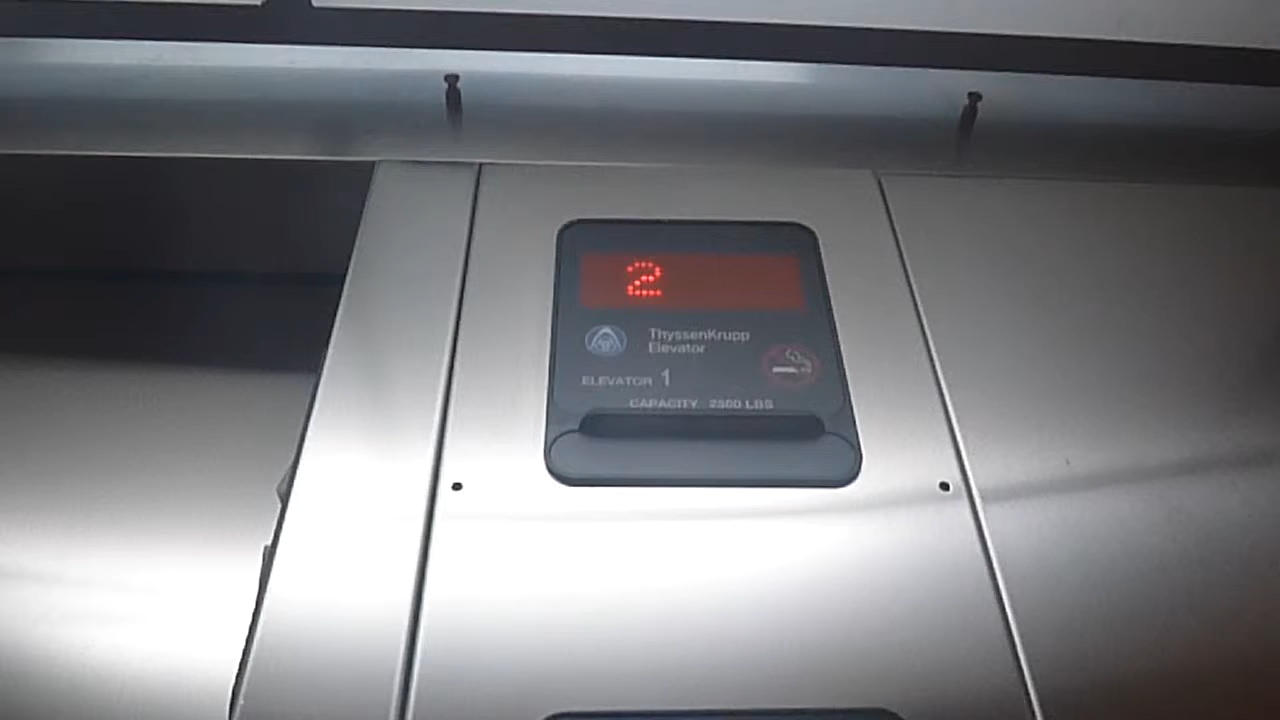 2
ThyssenKrupp
Elevator
ELEVATOR 1
CAPACITY 2500 LBS